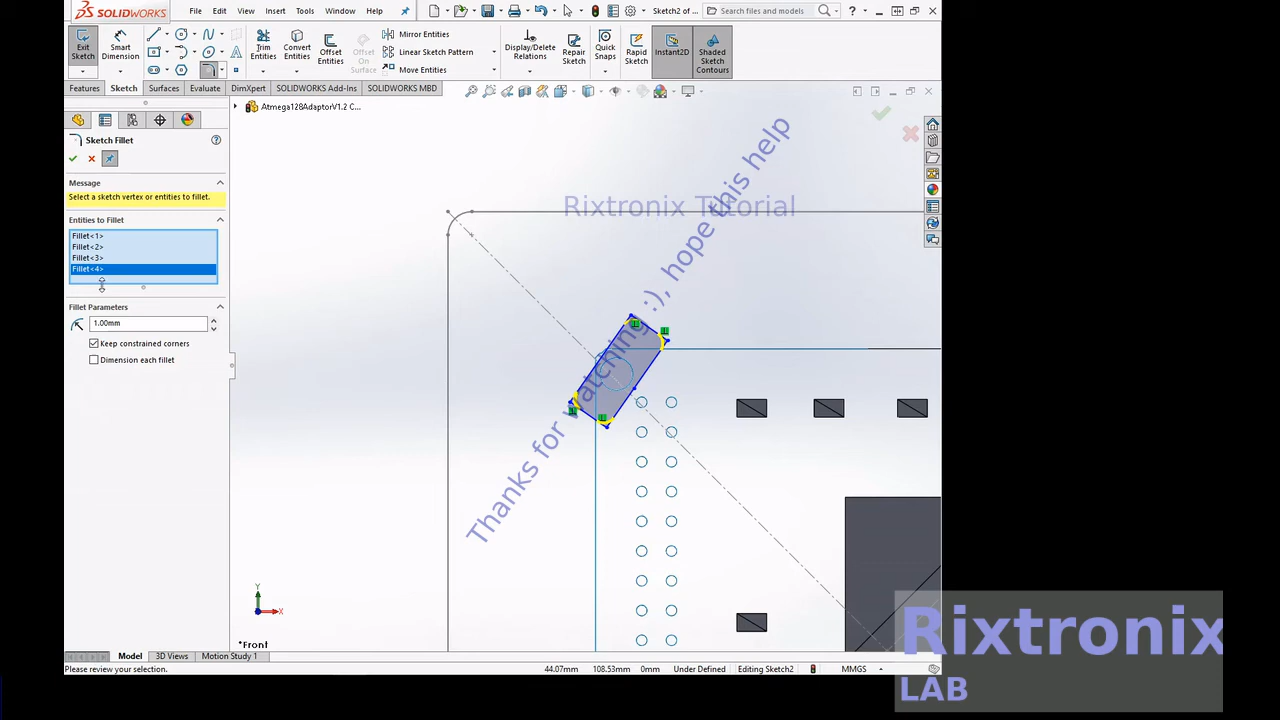 SOLIDWORKS
File
Edit
View
Insert
Tools
Window
Help
Sketch2 of ...
Search SOLIDWORKS
Exit Sketch
Smart Dimension
Trim Entities
Convert Entities
Offset Entities
Offset On Surface
Mirror Entities
Linear Sketch Pattern
Move Entities
Display/Delete Relations
Repair Sketch
Quick Snaps
Rapid Sketch
Instant2D
Shaded Sketch Contours
Features
Sketch
Surfaces
Evaluate
DimXpert
SOLIDWORKS Add-Ins
SOLIDWORKS MBD
Atmega128AdaptorV1.2 C...
Sketch Fillet
Message
Select a sketch vertex or entities to fillet.
Entities to Fillet
Fillet<1>
Fillet<2>
Fillet<3>
Fillet<4>
Fillet Parameters
1.00mm
Keep constrained corners
Dimension each fillet
Rixtronix Tutorial
Thanks for watching :), hope this help
Y
X
*Front
Model
3D Views
Motion Study 1
Please review your selection.
44.07mm
108.53mm
0mm
Under Defined
Editing Sketch2
MMGS
Rixtronix
LAB